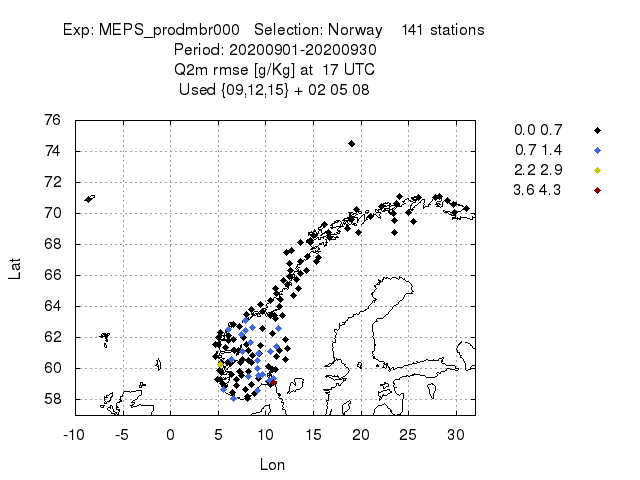 Exp: MEPS_prodmbr000   Selection: Norway    141 stations
Period: 20200901-20200930
Q2m rmse [g/Kg] at  17 UTC
Used {09,12,15} + 02 05 08
0.0 0.7
0.7 1.4
2.2 2.9
3.6 4.3
76
74
72
70
68
66
64
62
60
58
Lat
-10 -5 0 5 10 15 20 25 30
Lon